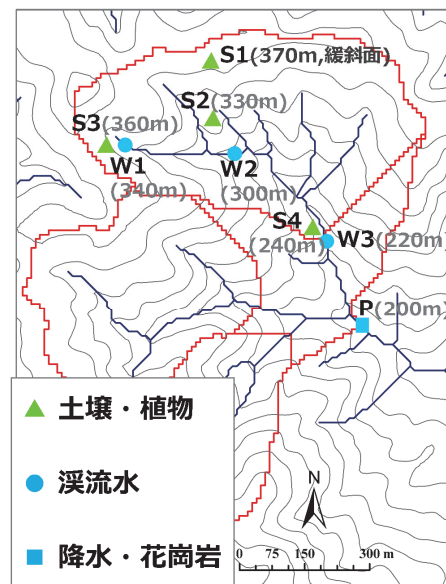 S1(370m,緩斜面)
S2(330m)
S3(360m)
W1
(340m)
W2
(300m)
S4
(240m)
W3(220m)
P(200m)
土壌・植物
渓流水
降水・花崗岩
N
0 75 150 300 m